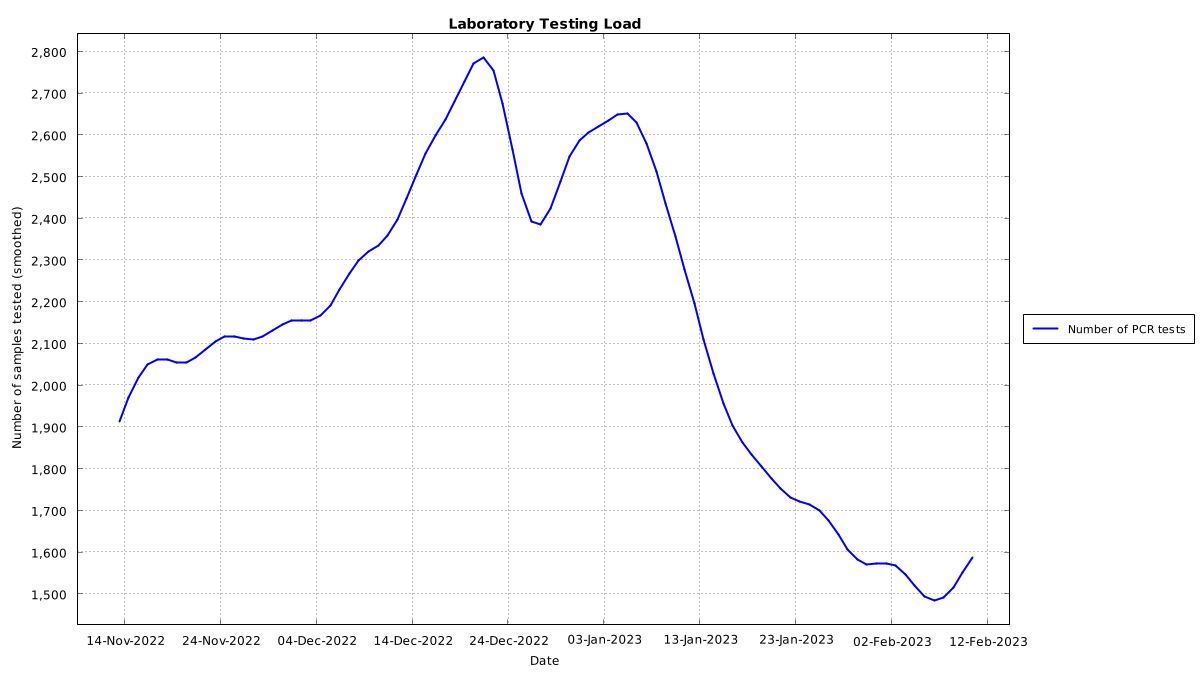 Laboratory Testing Load
Number of samples tested (smoothed)
2,800
2,700
2,600
2,500
2,400
2,300
2,200
2,100
2,000
1,900
1,800
1,700
1,600
1,500
14-Nov-2022 24-Nov-2022 04-Dec-2022 14-Dec-2022 24-Dec-2022 03-Jan-2023 13-Jan-2023 23-Jan-2023 02-Feb-2023 12-Feb-2023
Date
Number of PCR tests